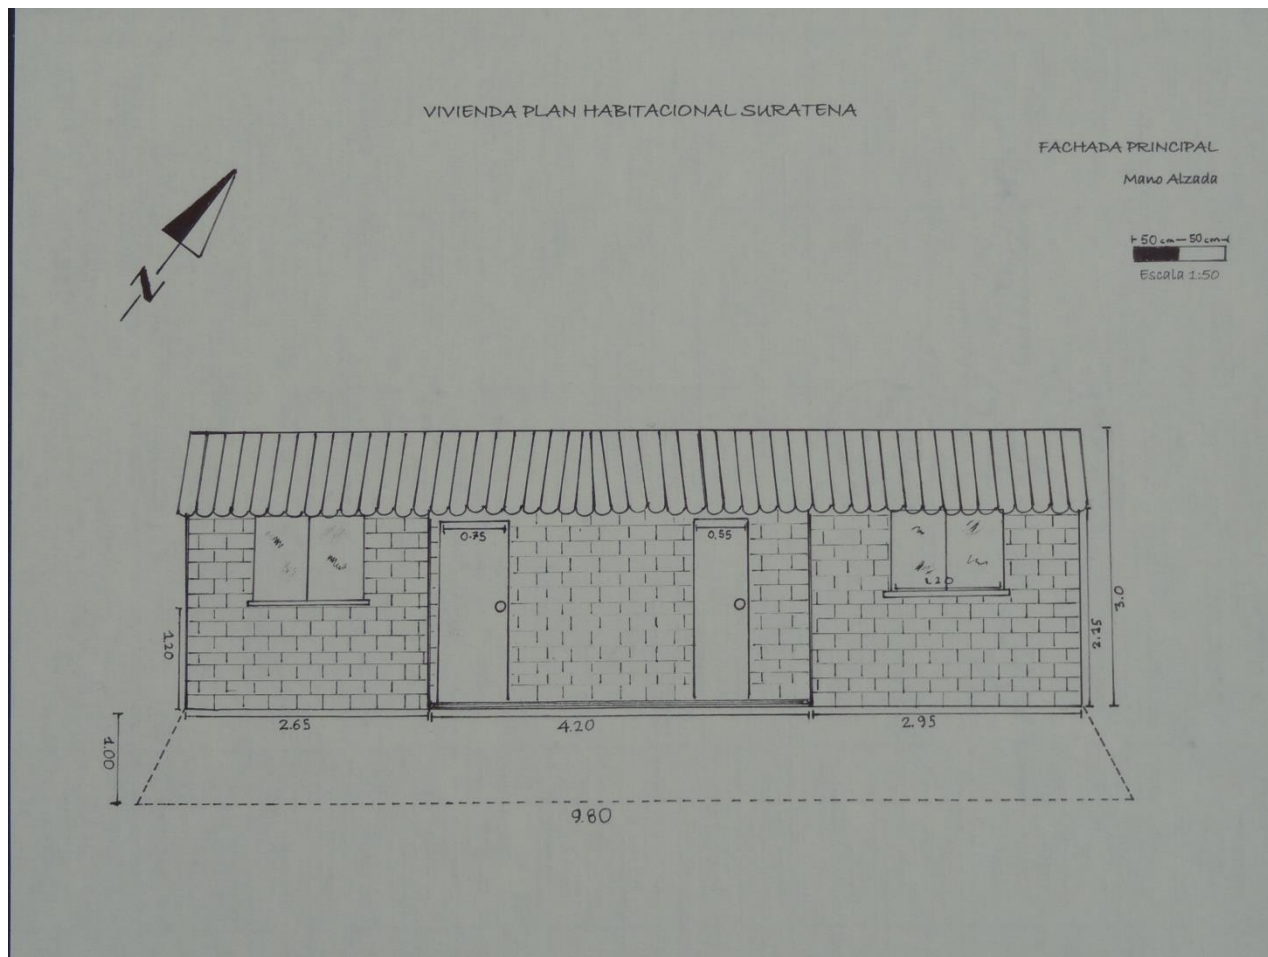 VIVIENDA PLAN HABITACIONAL SURATENA
FACHADA PRINCIPAL
Mano Alzada
50 cm — 50 cm
Escala 1:50
N
0.75
0.55
1.20
1.20
3.0
2.15
2.65
4.20
2.95
1.00
9.80